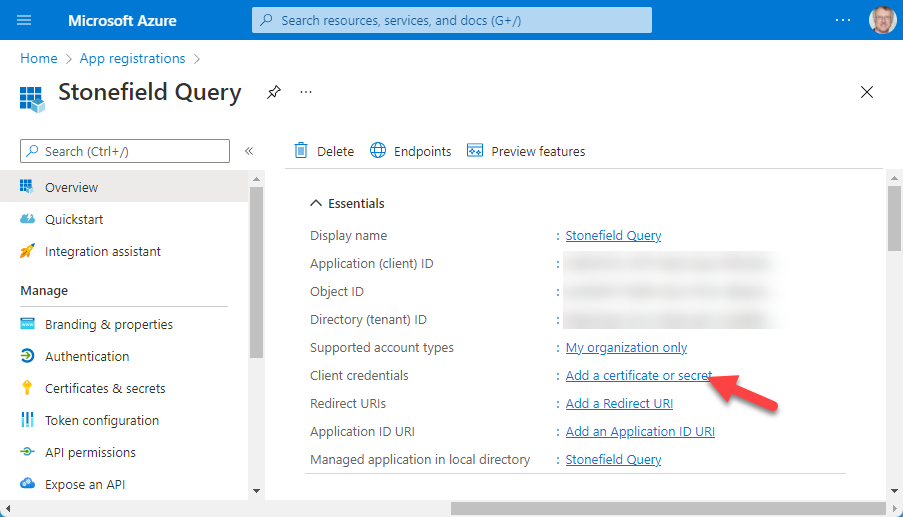 Microsoft Azure
Search resources, services, and docs (G+/)
Home > App registrations >
Stonefield Query
Search (Ctrl+/)
Delete Endpoints Preview features
Overview
Quickstart
Integration assistant
Manage
Branding & properties
Authentication
Certificates & secrets
Token configuration
API permissions
Expose an API
Essentials
Display name : Stonefield Query
Application (client) ID :
Object ID :
Directory (tenant) ID :
Supported account types : My organization only
Client credentials : Add a certificate or secret
Redirect URIs : Add a Redirect URI
Application ID URI : Add an Application ID URI
Managed application in local directory : Stonefield Query